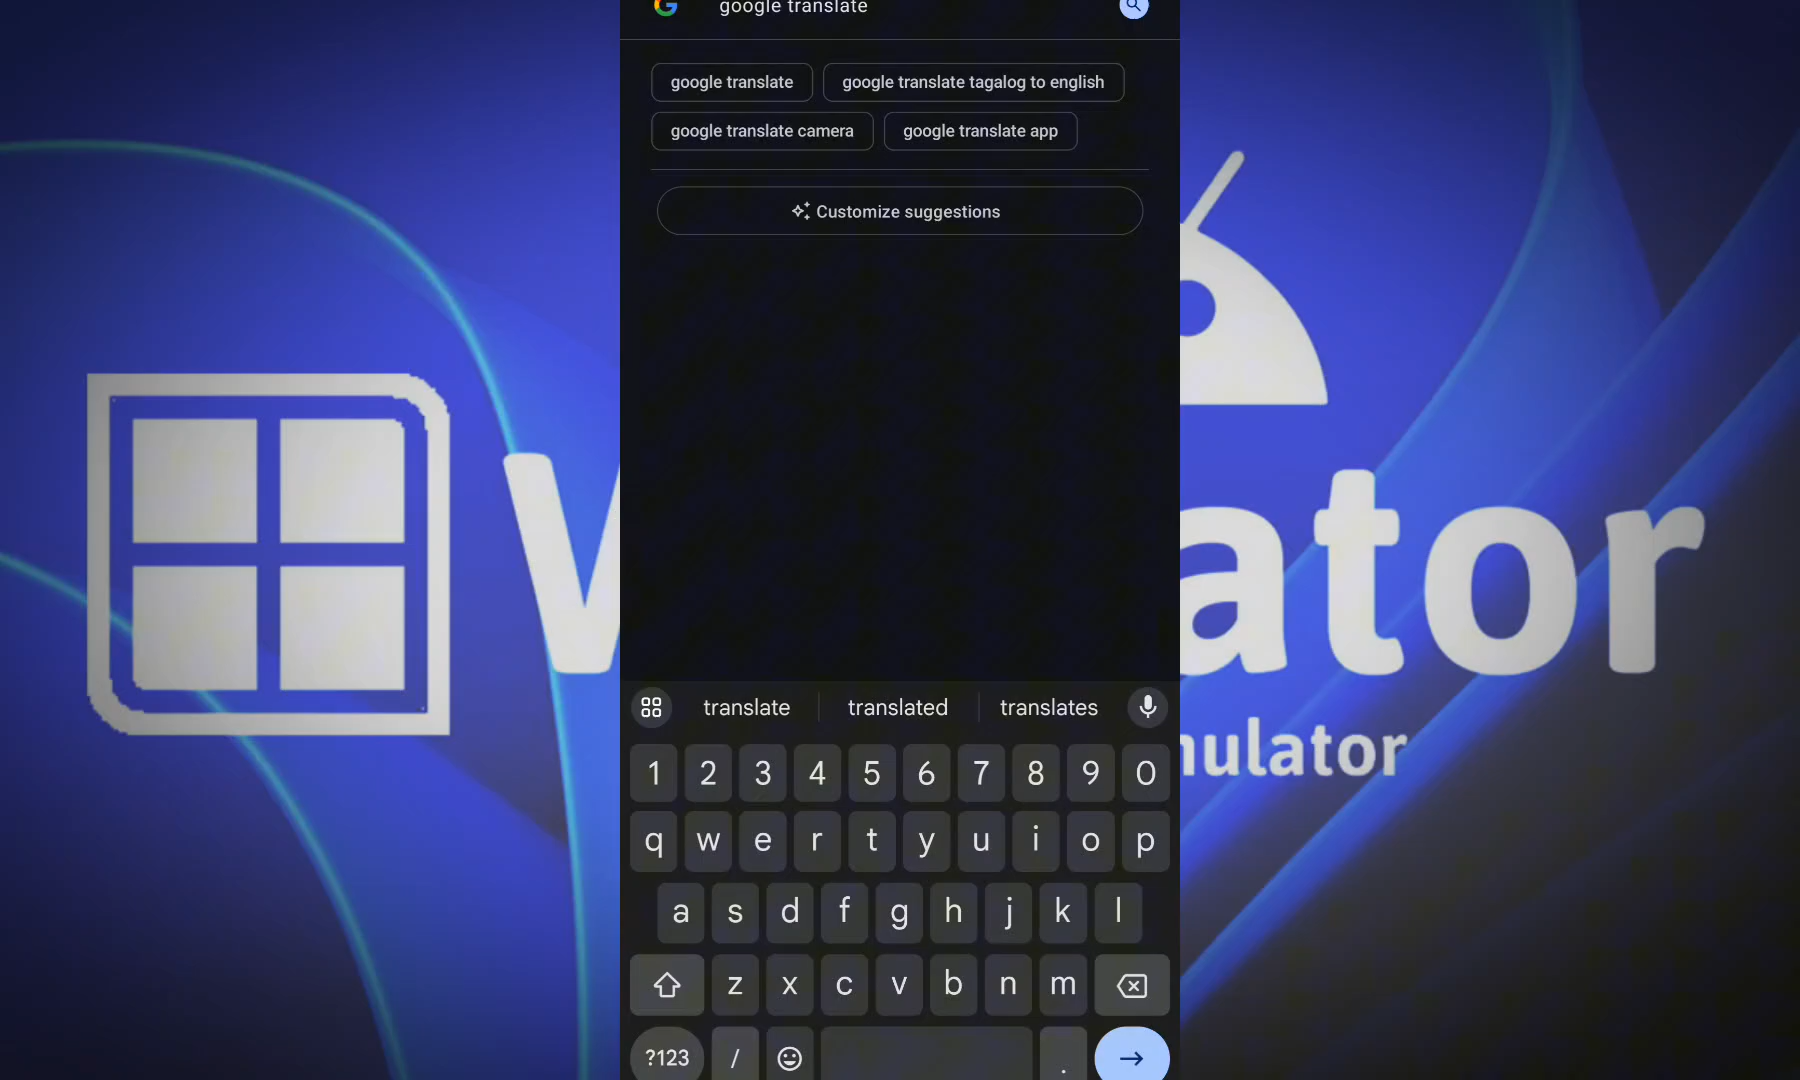 google translate
google translate
google translate tagalog to english
google translate camera
google translate app
Customize suggestions
translate
translated
translates
1 2 3 4 5 6 7 8 9 0
q w e r t y u i o p
a s d f g h j k l
z x c v b n m
?123 / .
ator
ulator